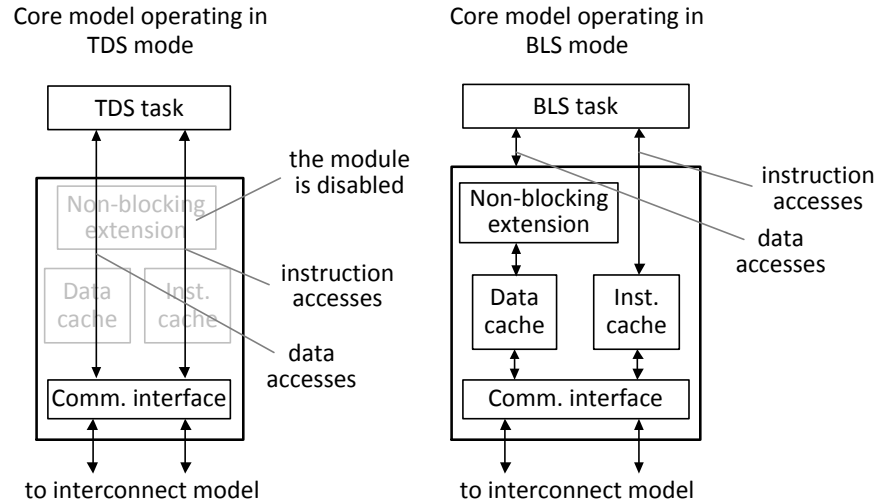 Core model operating in
TDS mode
TDS task
the module
is disabled
Non-blocking
extension
instruction
accesses
Data
cache
Inst.
cache
data
accesses
Comm. interface
to interconnect model
Core model operating in
BLS mode
BLS task
instruction
accesses
Non-blocking
extension
data
accesses
Data
cache
Inst.
cache
Comm. interface
to interconnect model